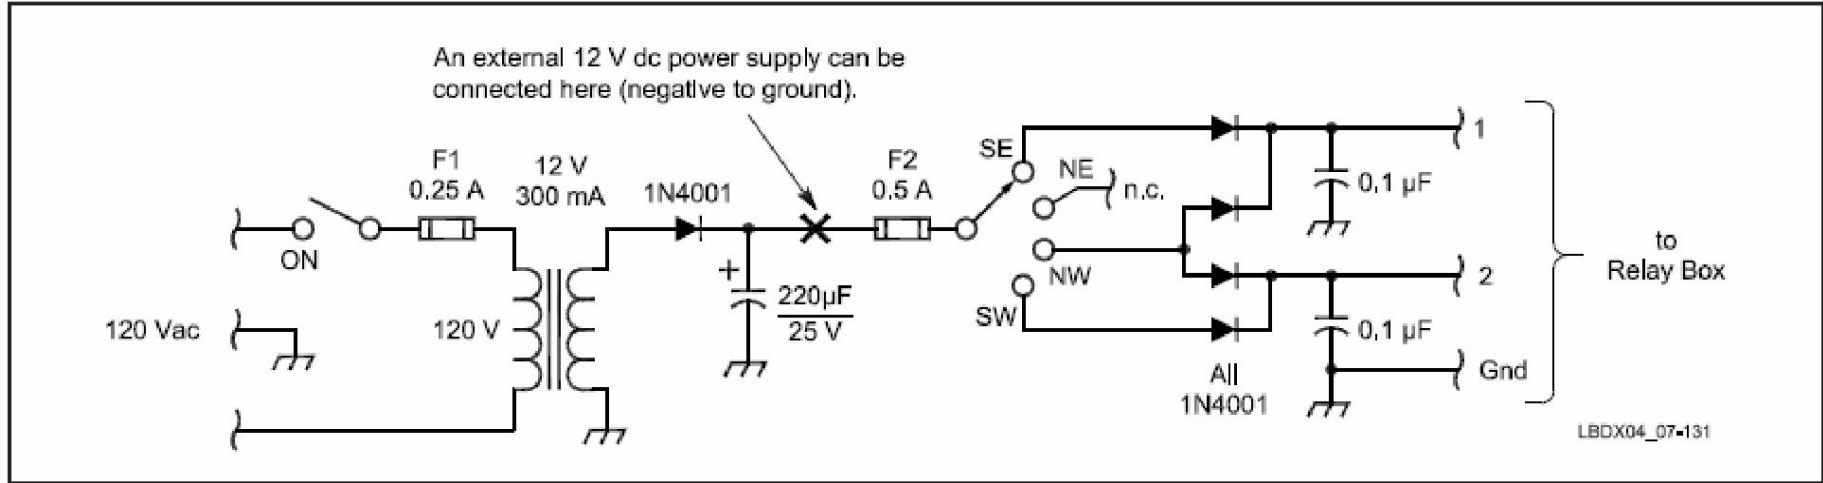 An external 12 V dc power supply can be
connected here (negative to ground).
F1
0.25 A
12 V
300 mA
1N4001
F2
0.5 A
SE
NE
n.c.
1
0.1 µF
ON
+
220µF
25 V
NW
SW
2
to
Relay Box
120 Vac
120 V
0.1 µF
All
1N4001
Gnd
LBDX04_07-131